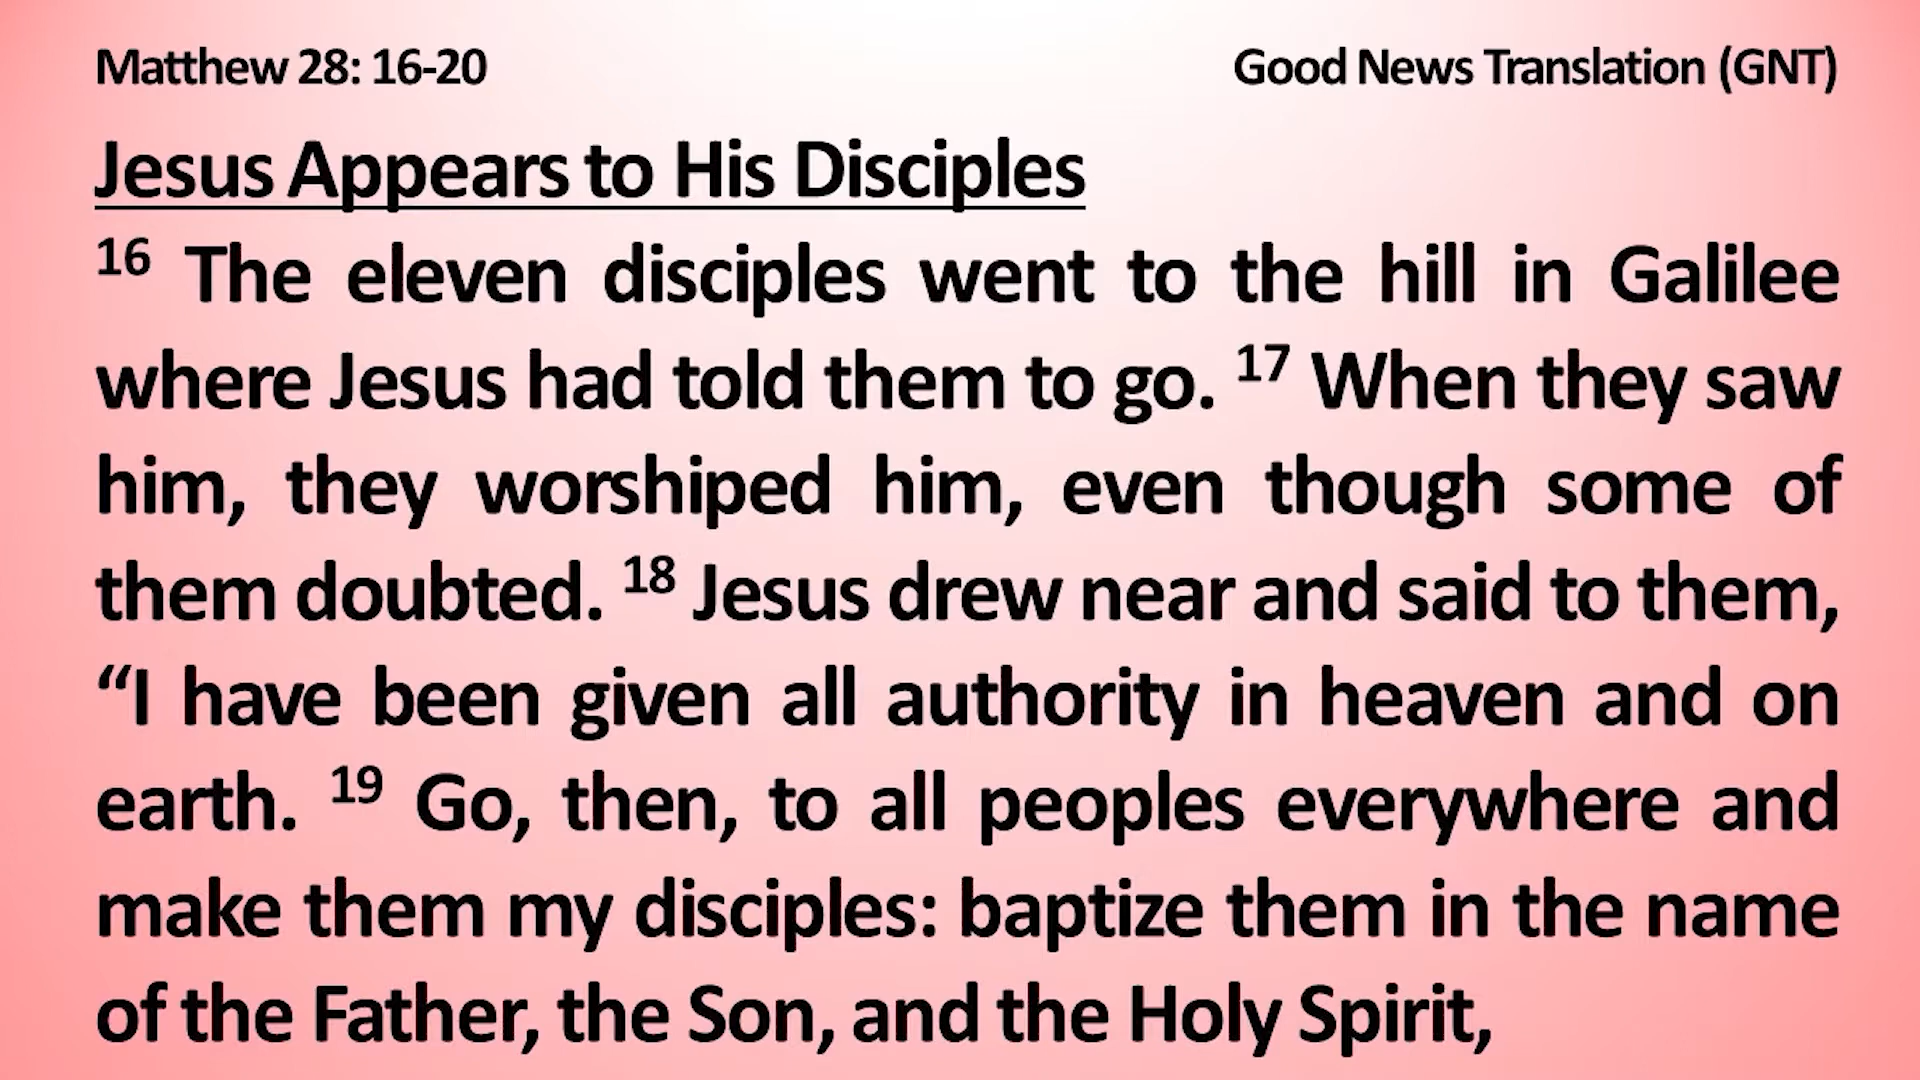 Matthew 28: 16-20
Good News Translation (GNT)
Jesus Appears to His Disciples
16 The eleven disciples went to the hill in Galilee
where Jesus had told them to go. 17 When they saw
him, they worshiped him, even though some of
them doubted. 18 Jesus drew near and said to them,
“I have been given all authority in heaven and on
earth. 19 Go, then, to all peoples everywhere and
make them my disciples: baptize them in the name
of the Father, the Son, and the Holy Spirit,